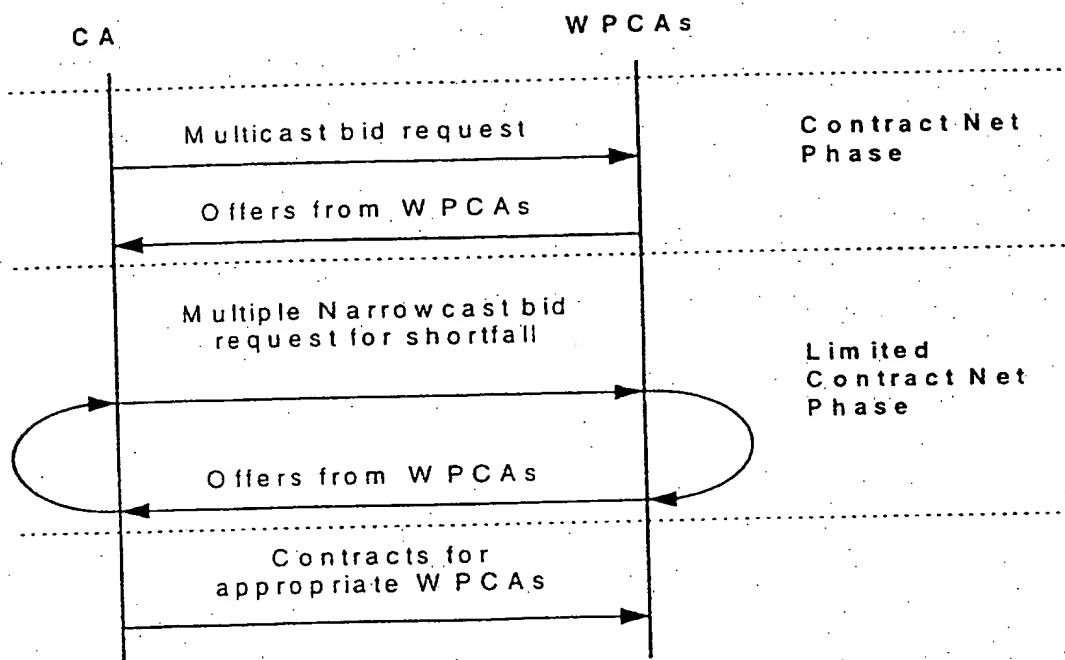 CA
WPCAs
Multicast bid request
Contract Net
Phase
Offers from WPCAs
Multiple Narrowcast bid
request for shortfall
Limited
Contract Net
Phase
Offers from WPCAs
Contracts for
appropriate WPCAs